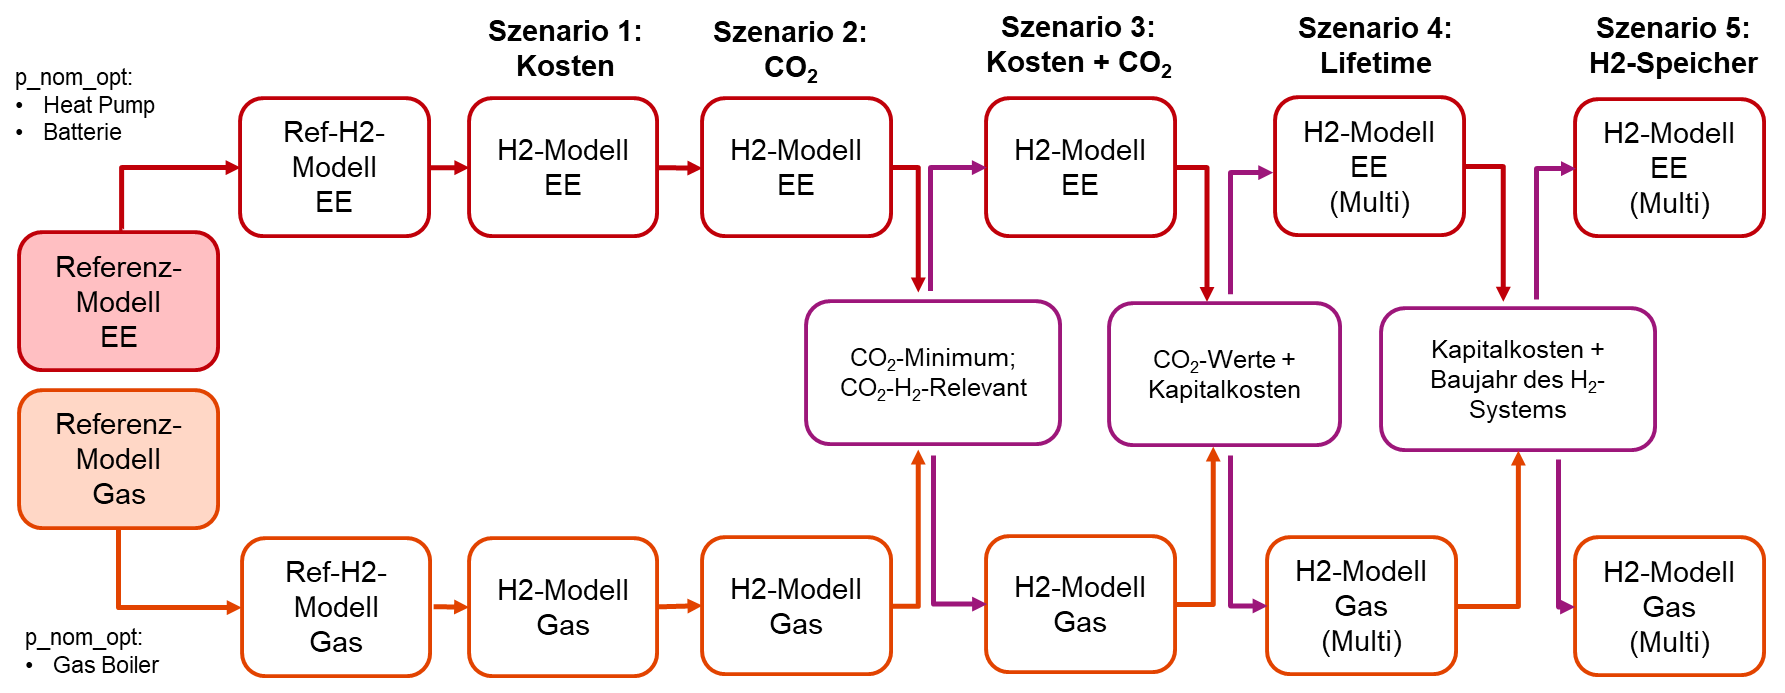 Szenario 1:
Kosten
Szenario 2:
CO₂
Szenario 3:
Kosten + CO₂
Szenario 4:
Lifetime
Szenario 5:
H2-Speicher
p_nom_opt:
• Heat Pump
• Batterie
Ref-H2-
Modell
EE
H2-Modell
EE
H2-Modell
EE
H2-Modell
EE
H2-Modell
EE
(Multi)
H2-Modell
EE
(Multi)
Referenz-
Modell
EE
CO₂-Minimum;
CO₂-H₂-Relevant
CO₂-Werte +
Kapitalkosten
Kapitalkosten +
Baujahr des H₂-
Systems
Referenz-
Modell
Gas
Ref-H2-
Modell
Gas
H2-Modell
Gas
H2-Modell
Gas
H2-Modell
Gas
H2-Modell
Gas
(Multi)
H2-Modell
Gas
(Multi)
p_nom_opt:
• Gas Boiler